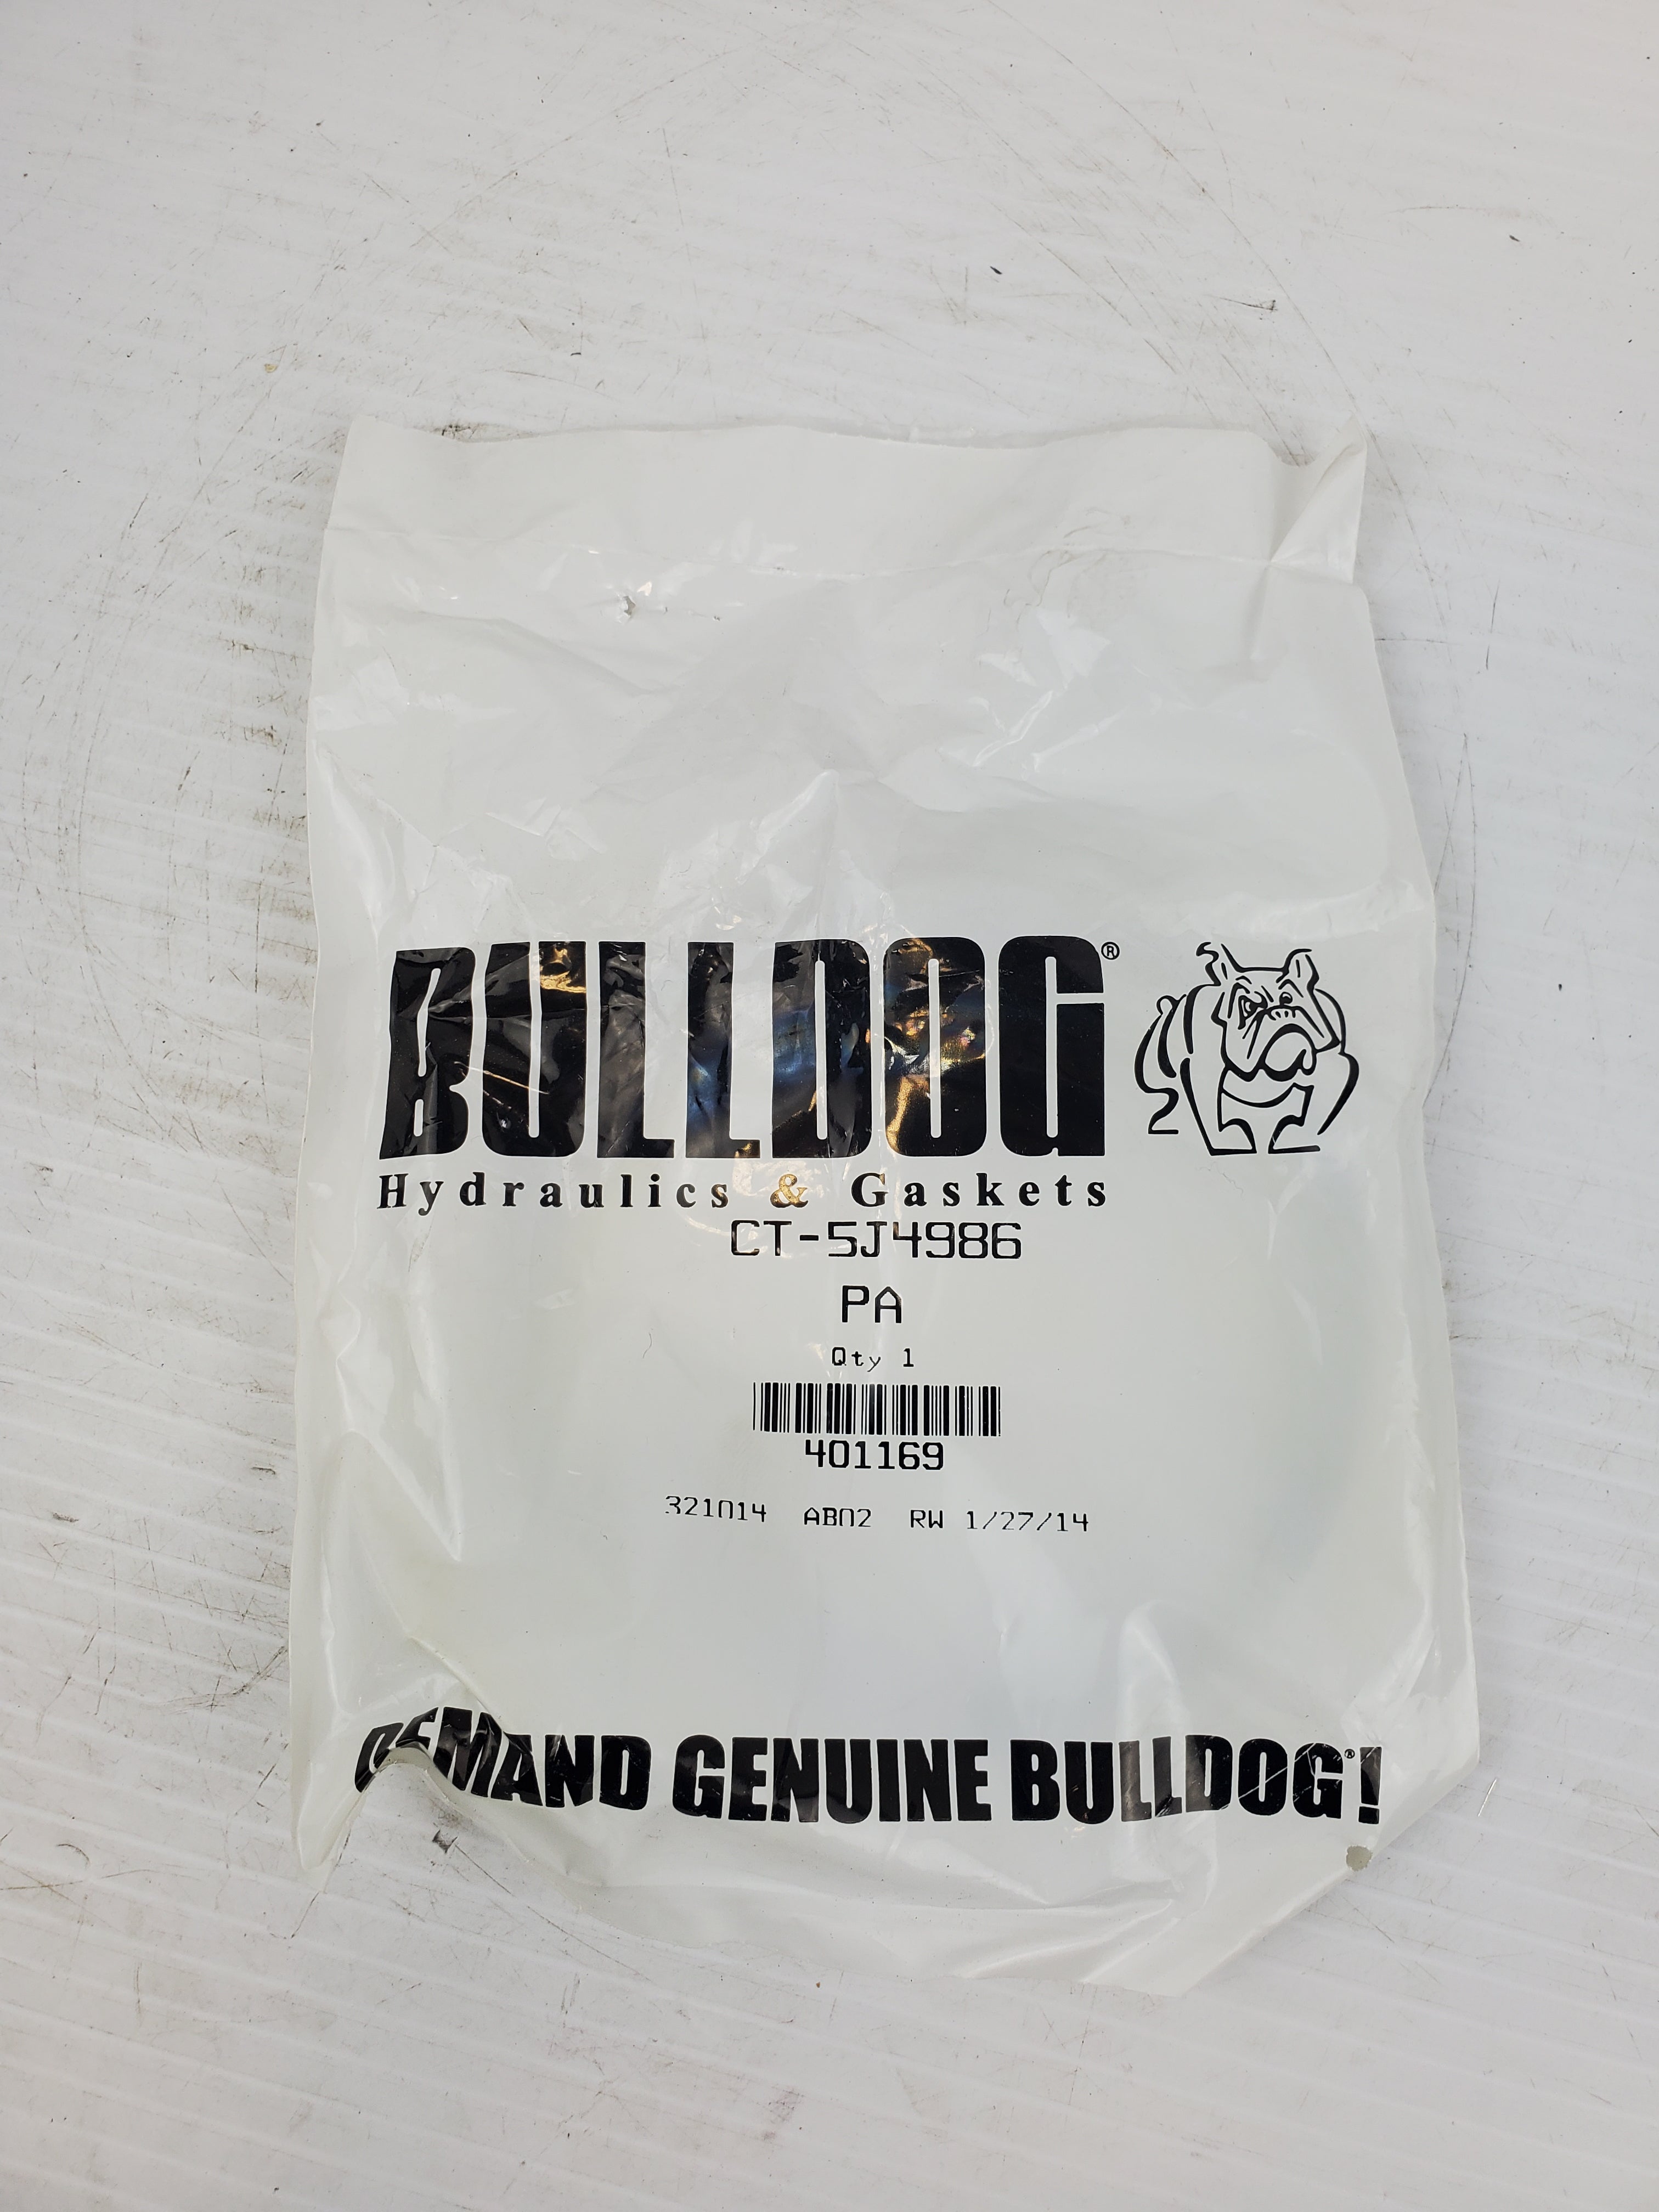 BULLDOG®
Hydraulics & Gaskets
CT-5J4986
PA
Qty 1
401169
321014 AB02 RW 1/27/14
DEMAND GENUINE BULLDOG®!